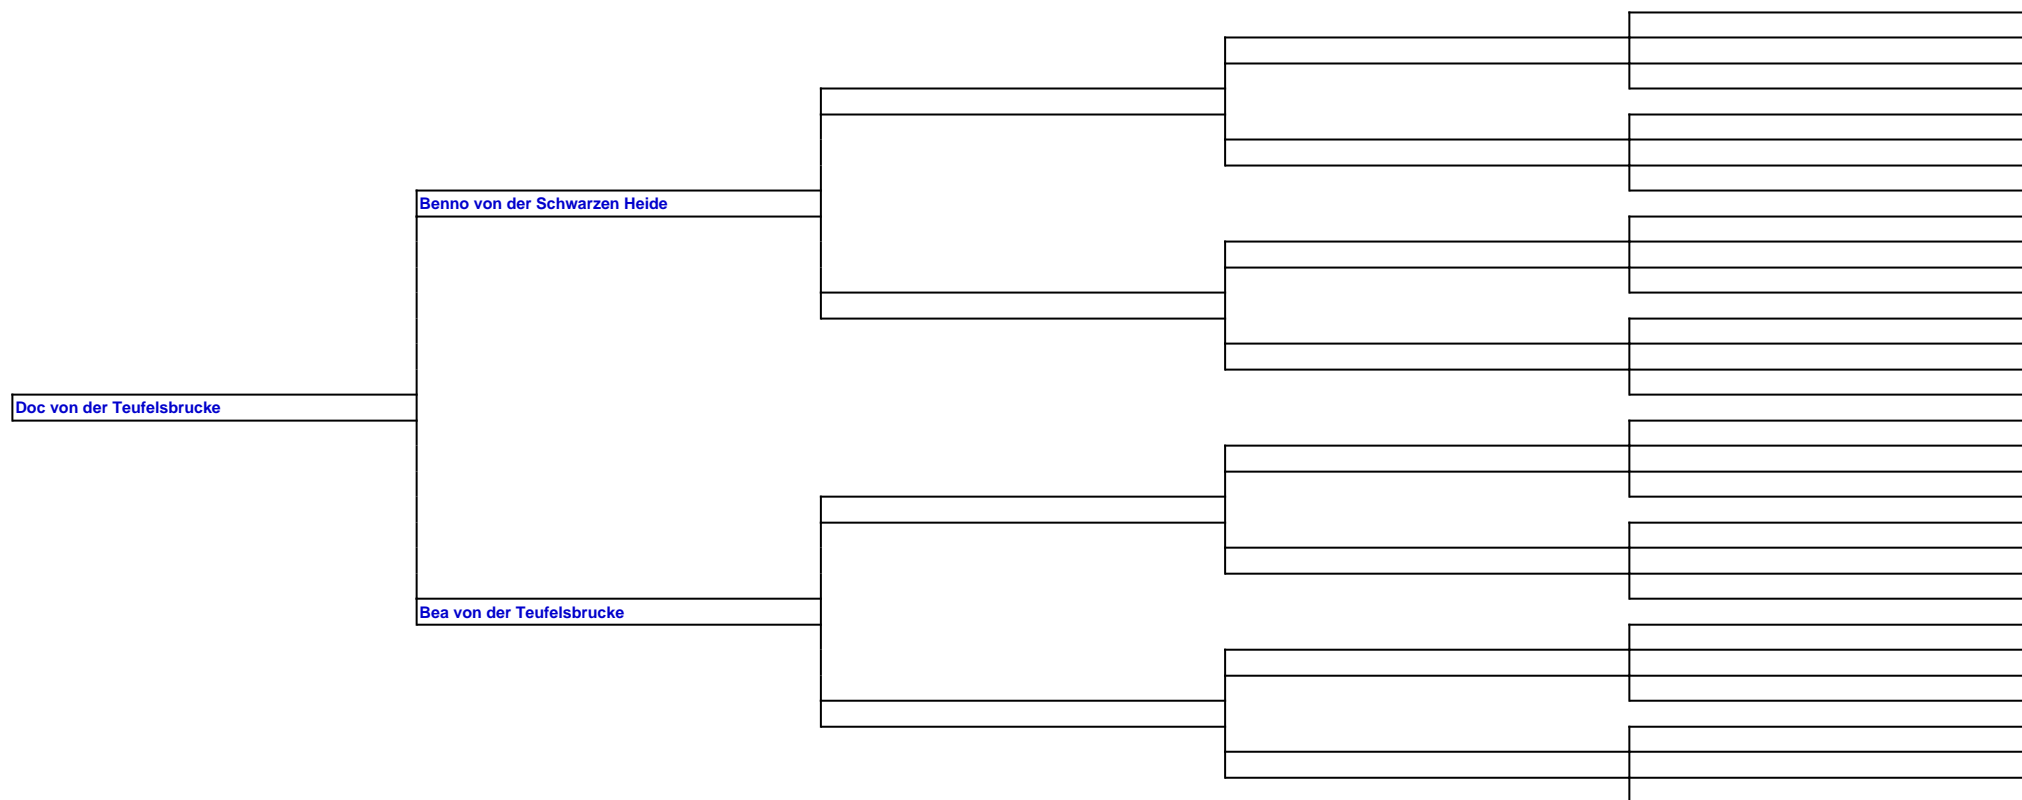 Benno von der Schwarzen Heide
Doc von der Teufelsbrucke
Bea von der Teufelsbrucke